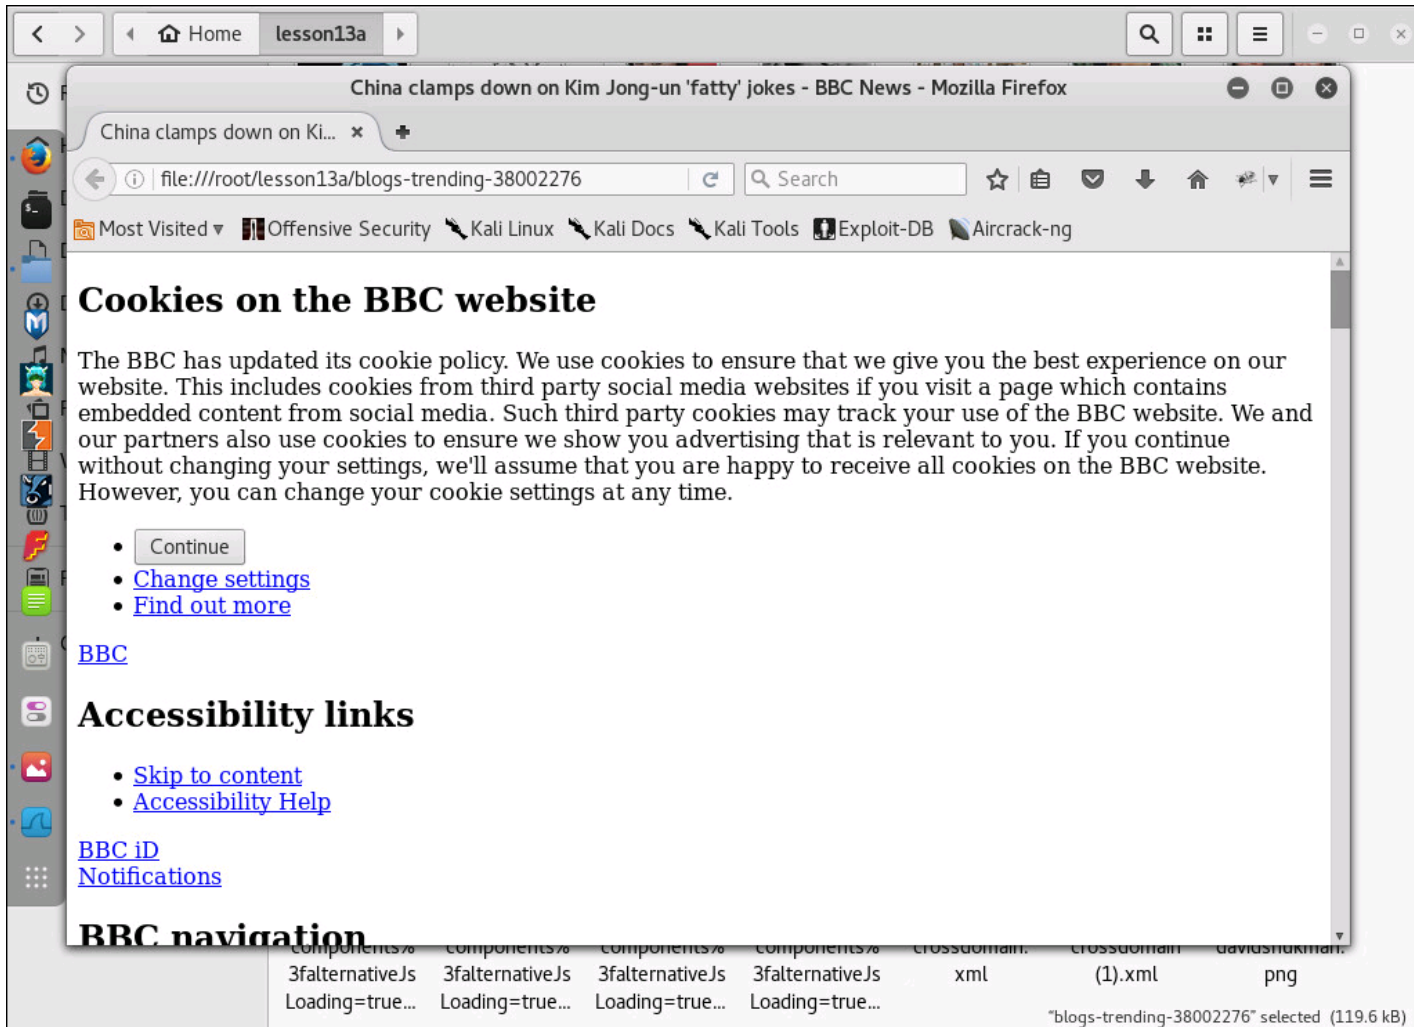 Home lesson13a
China clamps down on Kim Jong-un 'fatty' jokes - BBC News - Mozilla Firefox
China clamps down on Ki...
file:///root/lesson13a/blogs-trending-38002276 Search
Most Visited Offensive Security Kali Linux Kali Docs Kali Tools Exploit-DB Aircrack-ng
Cookies on the BBC website
The BBC has updated its cookie policy. We use cookies to ensure that we give you the best experience on our
website. This includes cookies from third party social media websites if you visit a page which contains
embedded content from social media. Such third party cookies may track your use of the BBC website. We and
our partners also use cookies to ensure we show you advertising that is relevant to you. If you continue
without changing your settings, we'll assume that you are happy to receive all cookies on the BBC website.
However, you can change your cookie settings at any time.
• Continue
• Change settings
• Find out more
BBC
Accessibility links
• Skip to content
• Accessibility Help
BBC iD
Notifications
BBC navigation
components% components% components% components% crossdomain. crossdomain davidshukman.
3falternativeJs 3falternativeJs 3falternativeJs 3falternativeJs xml (1).xml png
Loading=true... Loading=true... Loading=true... Loading=true...
"blogs-trending-38002276" selected (119.6 kB)